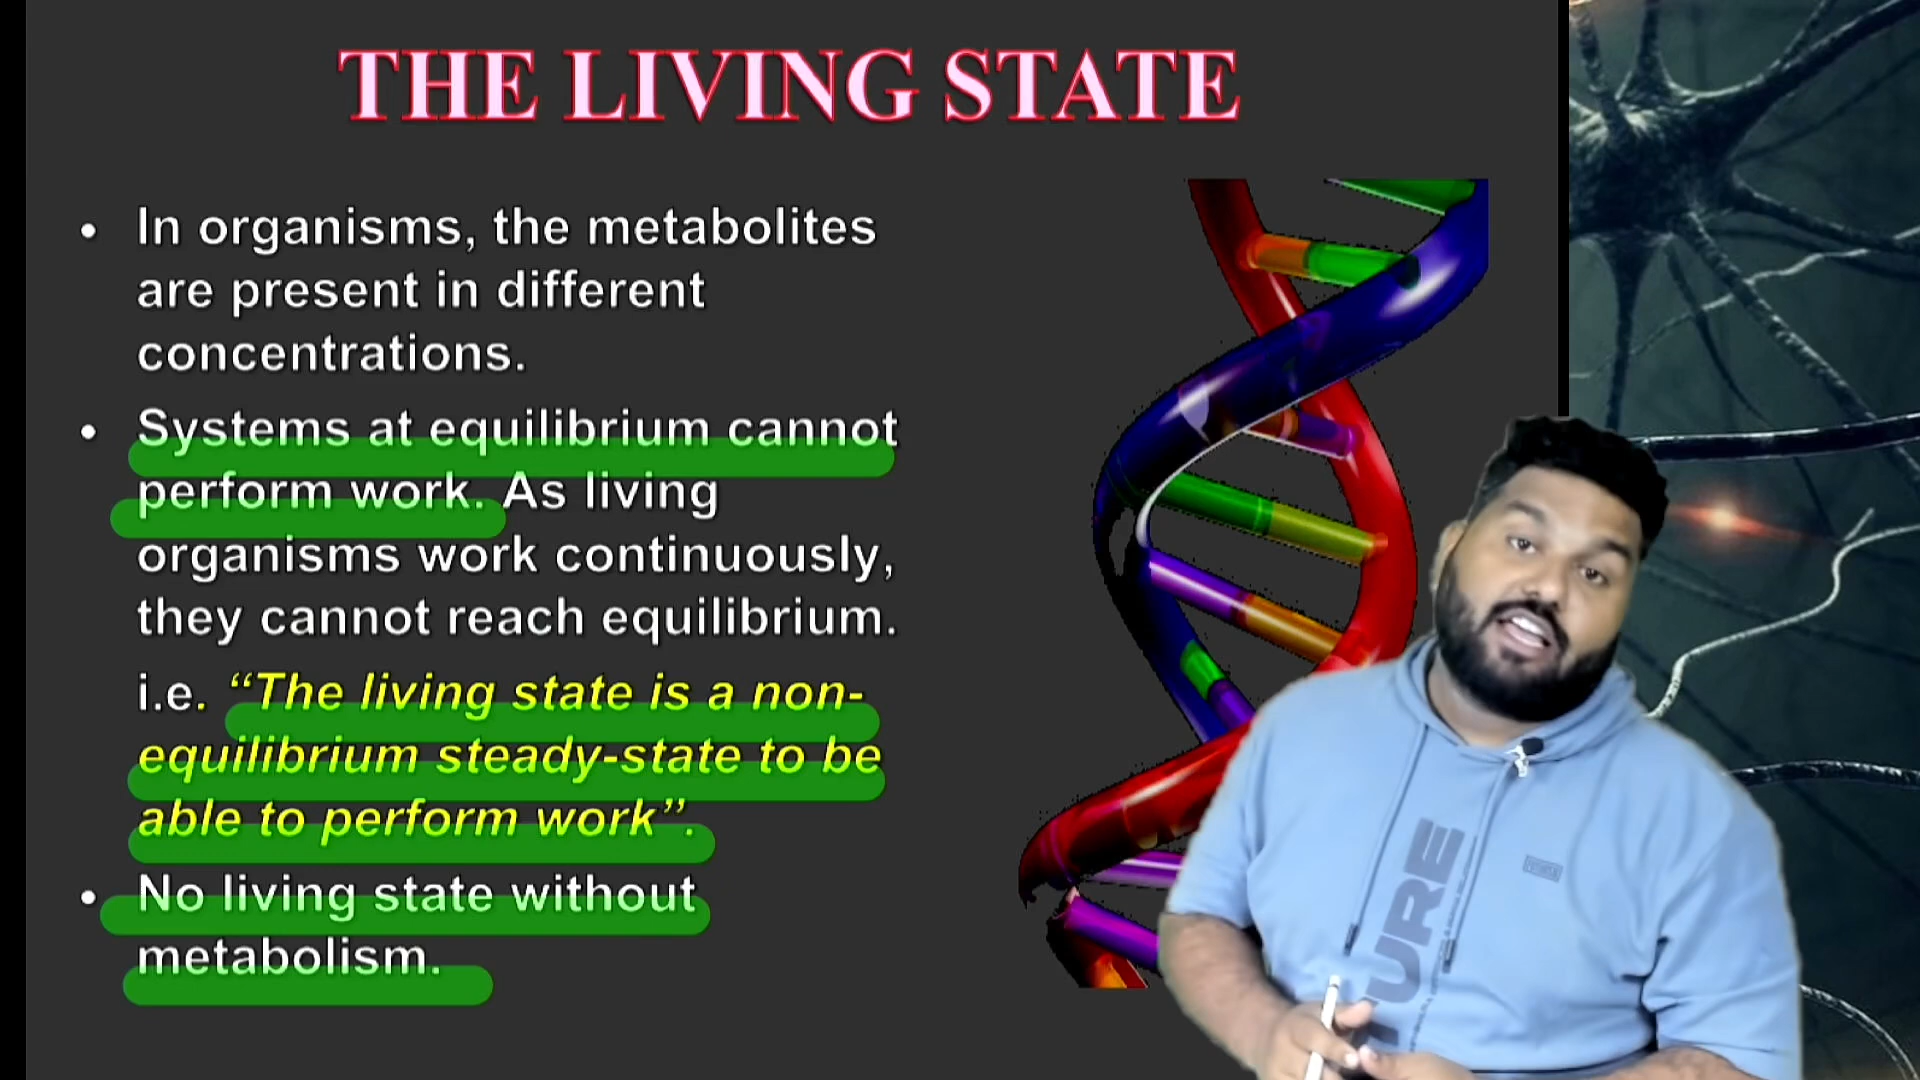 THE LIVING STATE
• In organisms, the metabolites
are present in different
concentrations.
• Systems at equilibrium cannot
perform work. As living
organisms work continuously,
they cannot reach equilibrium.
i.e. “The living state is a non-
equilibrium steady-state to be
able to perform work”.
• No living state without
metabolism.
TURE